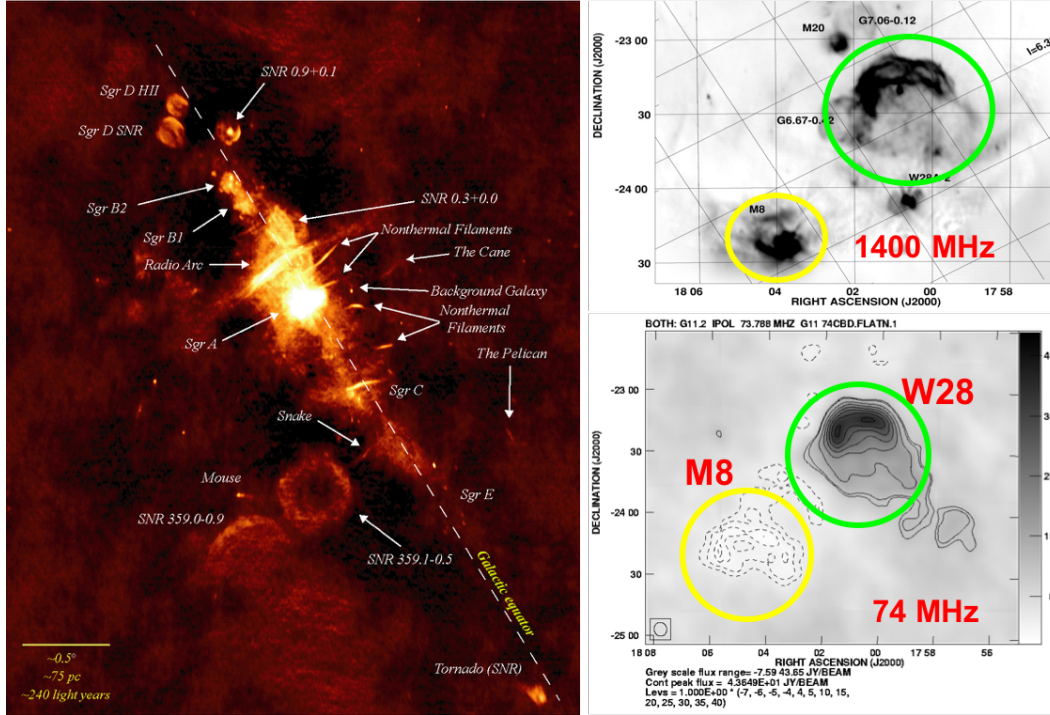 SNR 0.9+0.1
Sgr D HII
Sgr D SNR
Sgr B2
SNR 0.3+0.0
Sgr B1
Nonthermal Filaments
Radio Arc
The Cane
Background Galaxy
Nonthermal
Filaments
Sgr A
The Pelican
Sgr C
Snake
Mouse
Sgr E
SNR 359.0-0.9
SNR 359.1-0.5
Galactic equator
Tornado (SNR)
~0.5°
~75 pc
~240 light years
DECLINATION (J2000)
-23 00
30
-24 00
30
M20
G7.06-0.12
G6.67-0.42
M8
1400 MHz
18 06
04
02
00
17 58
RIGHT ASCENSION (J2000)
BOTH: G11.2 IPOL 73.788 MHZ G11 74CBD.FLATN.1
DECLINATION (J2000)
-23 00
30
-24 00
30
-25 00
W28
M8
74 MHz
18 08
06
04
02
00
17 58
56
RIGHT ASCENSION (J2000)
Grey scale flux range= -7.59 43.65 JY/BEAM
Cont peak flux = 4.3649E+01 JY/BEAM
Levs = 1.000E+00 * (-7, -6, -5, -4, 4, 5, 10, 15,
20, 25, 30, 35, 40)